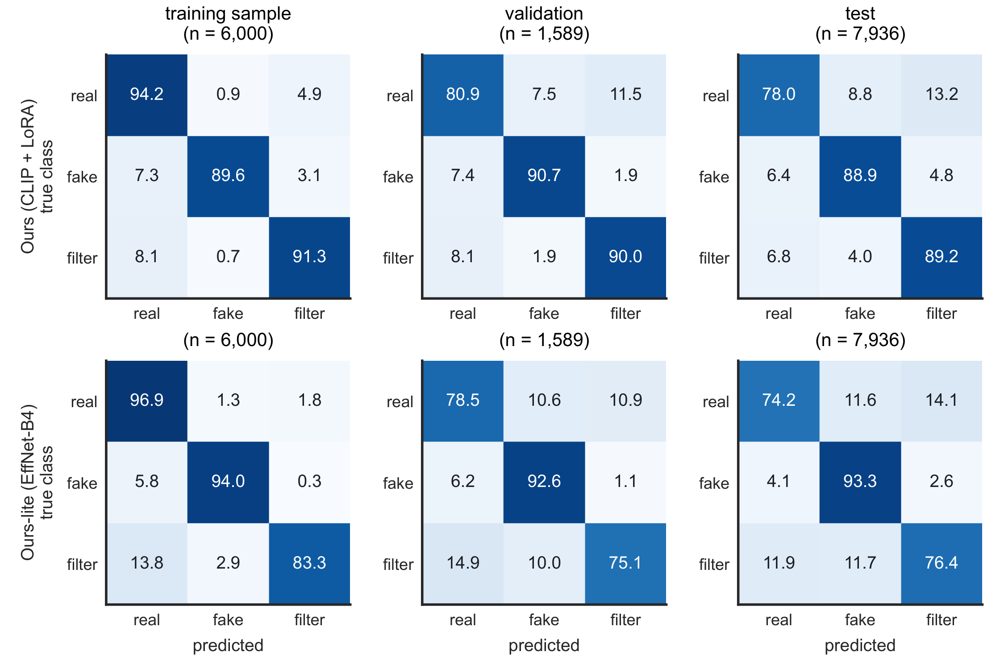 training sample
(n = 6,000)
validation
(n = 1,589)
test
(n = 7,936)
Ours (CLIP + LoRA)
true class
real 94.2 0.9 4.9
fake 7.3 89.6 3.1
filter 8.1 0.7 91.3
real fake filter
real 80.9 7.5 11.5
fake 7.4 90.7 1.9
filter 8.1 1.9 90.0
real fake filter
real 78.0 8.8 13.2
fake 6.4 88.9 4.8
filter 6.8 4.0 89.2
real fake filter
Ours-lite (EffNet-B4)
true class
(n = 6,000)
real 96.9 1.3 1.8
fake 5.8 94.0 0.3
filter 13.8 2.9 83.3
real fake filter
predicted
(n = 1,589)
real 78.5 10.6 10.9
fake 6.2 92.6 1.1
filter 14.9 10.0 75.1
real fake filter
predicted
(n = 7,936)
real 74.2 11.6 14.1
fake 4.1 93.3 2.6
filter 11.9 11.7 76.4
real fake filter
predicted